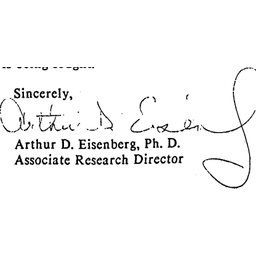 Sincerely,
Arthur D. Eisenberg
Arthur D. Eisenberg, Ph. D.
Associate Research Director